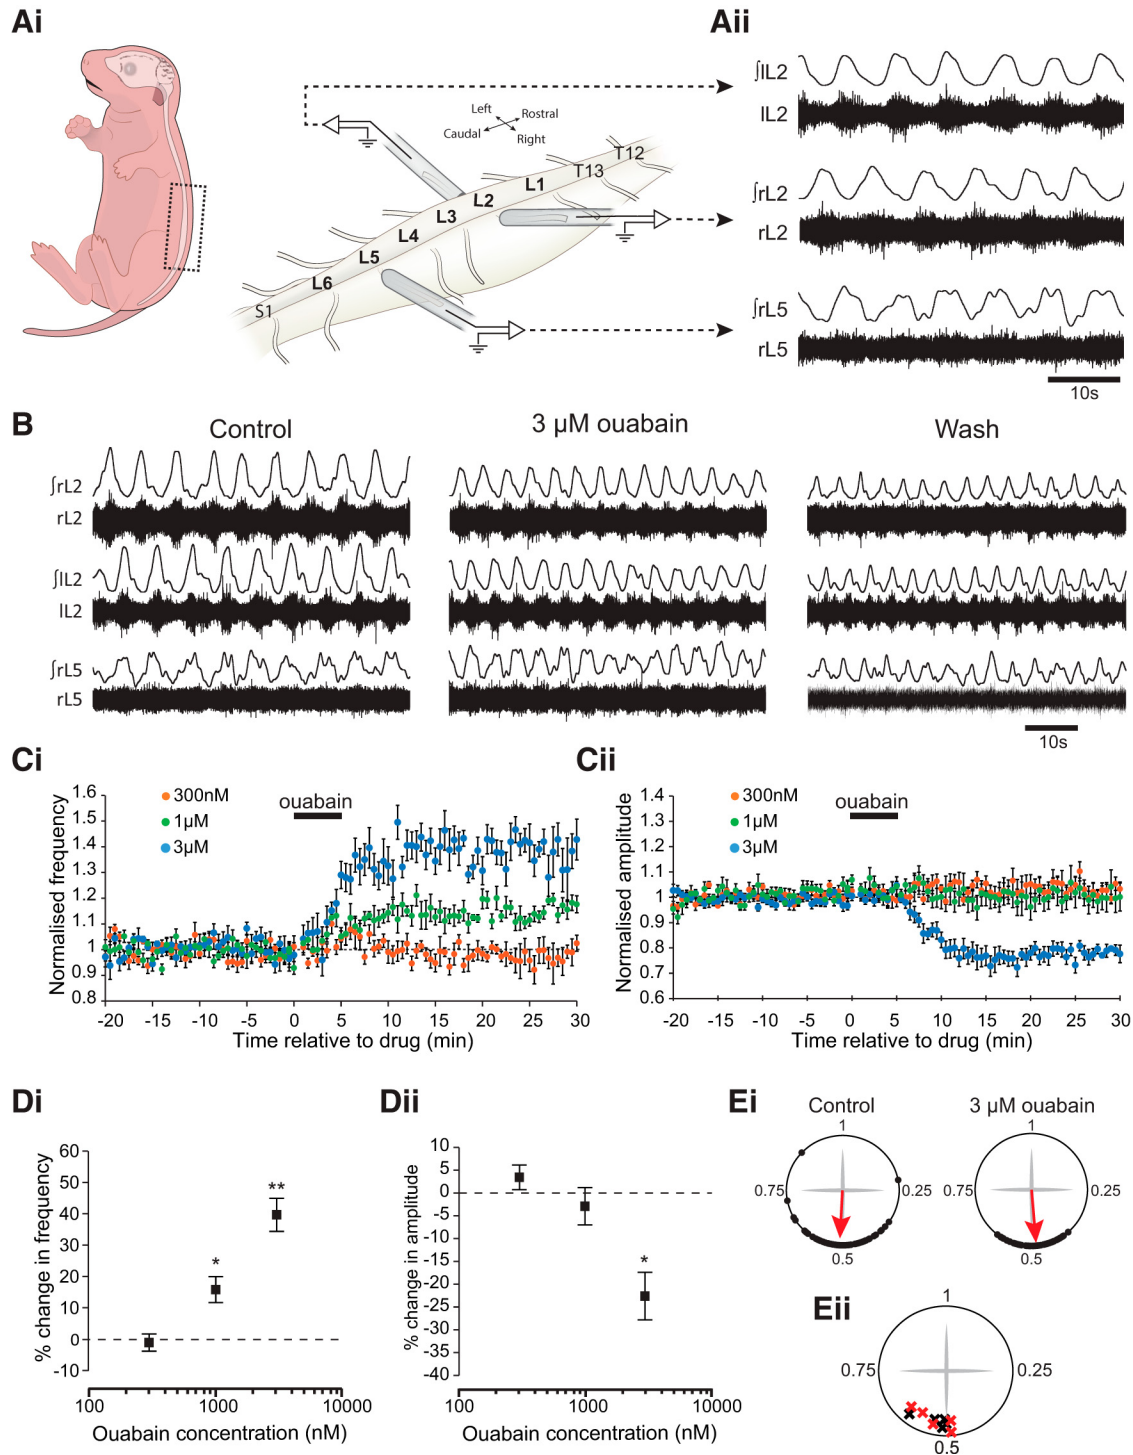 Ai
Aii
Left
Rostral
Caudal
Right
T12
T13
L1
L2
L3
L4
L5
L6
S1
∫lL2
lL2
∫rL2
rL2
∫rL5
rL5
10s
B
Control
3 µM ouabain
Wash
∫rL2
rL2
∫lL2
lL2
∫rL5
rL5
10s
Ci
Normalised frequency
1.6
1.5
1.4
1.3
1.2
1.1
1
0.9
0.8
300nM
1µM
3µM
ouabain
-20 -15 -10 -5 0 5 10 15 20 25 30
Time relative to drug (min)
Cii
Normalised amplitude
1.4
1.3
1.2
1.1
1.0
0.9
0.8
0.7
0.6
300nM
1µM
3µM
ouabain
-20 -15 -10 -5 0 5 10 15 20 25 30
Time relative to drug (min)
Di
% change in frequency
60
50
40
30
20
10
0
-10
*
**
100 1000 10000
Ouabain concentration (nM)
Dii
% change in amplitude
10
5
0
-5
-10
-15
-20
-25
-30
-35
-40
*
100 1000 10000
Ouabain concentration (nM)
Ei
Control
1
0.75
0.25
0.5
3 µM ouabain
1
0.75
0.25
0.5
Eii
1
0.75
0.25
0.5